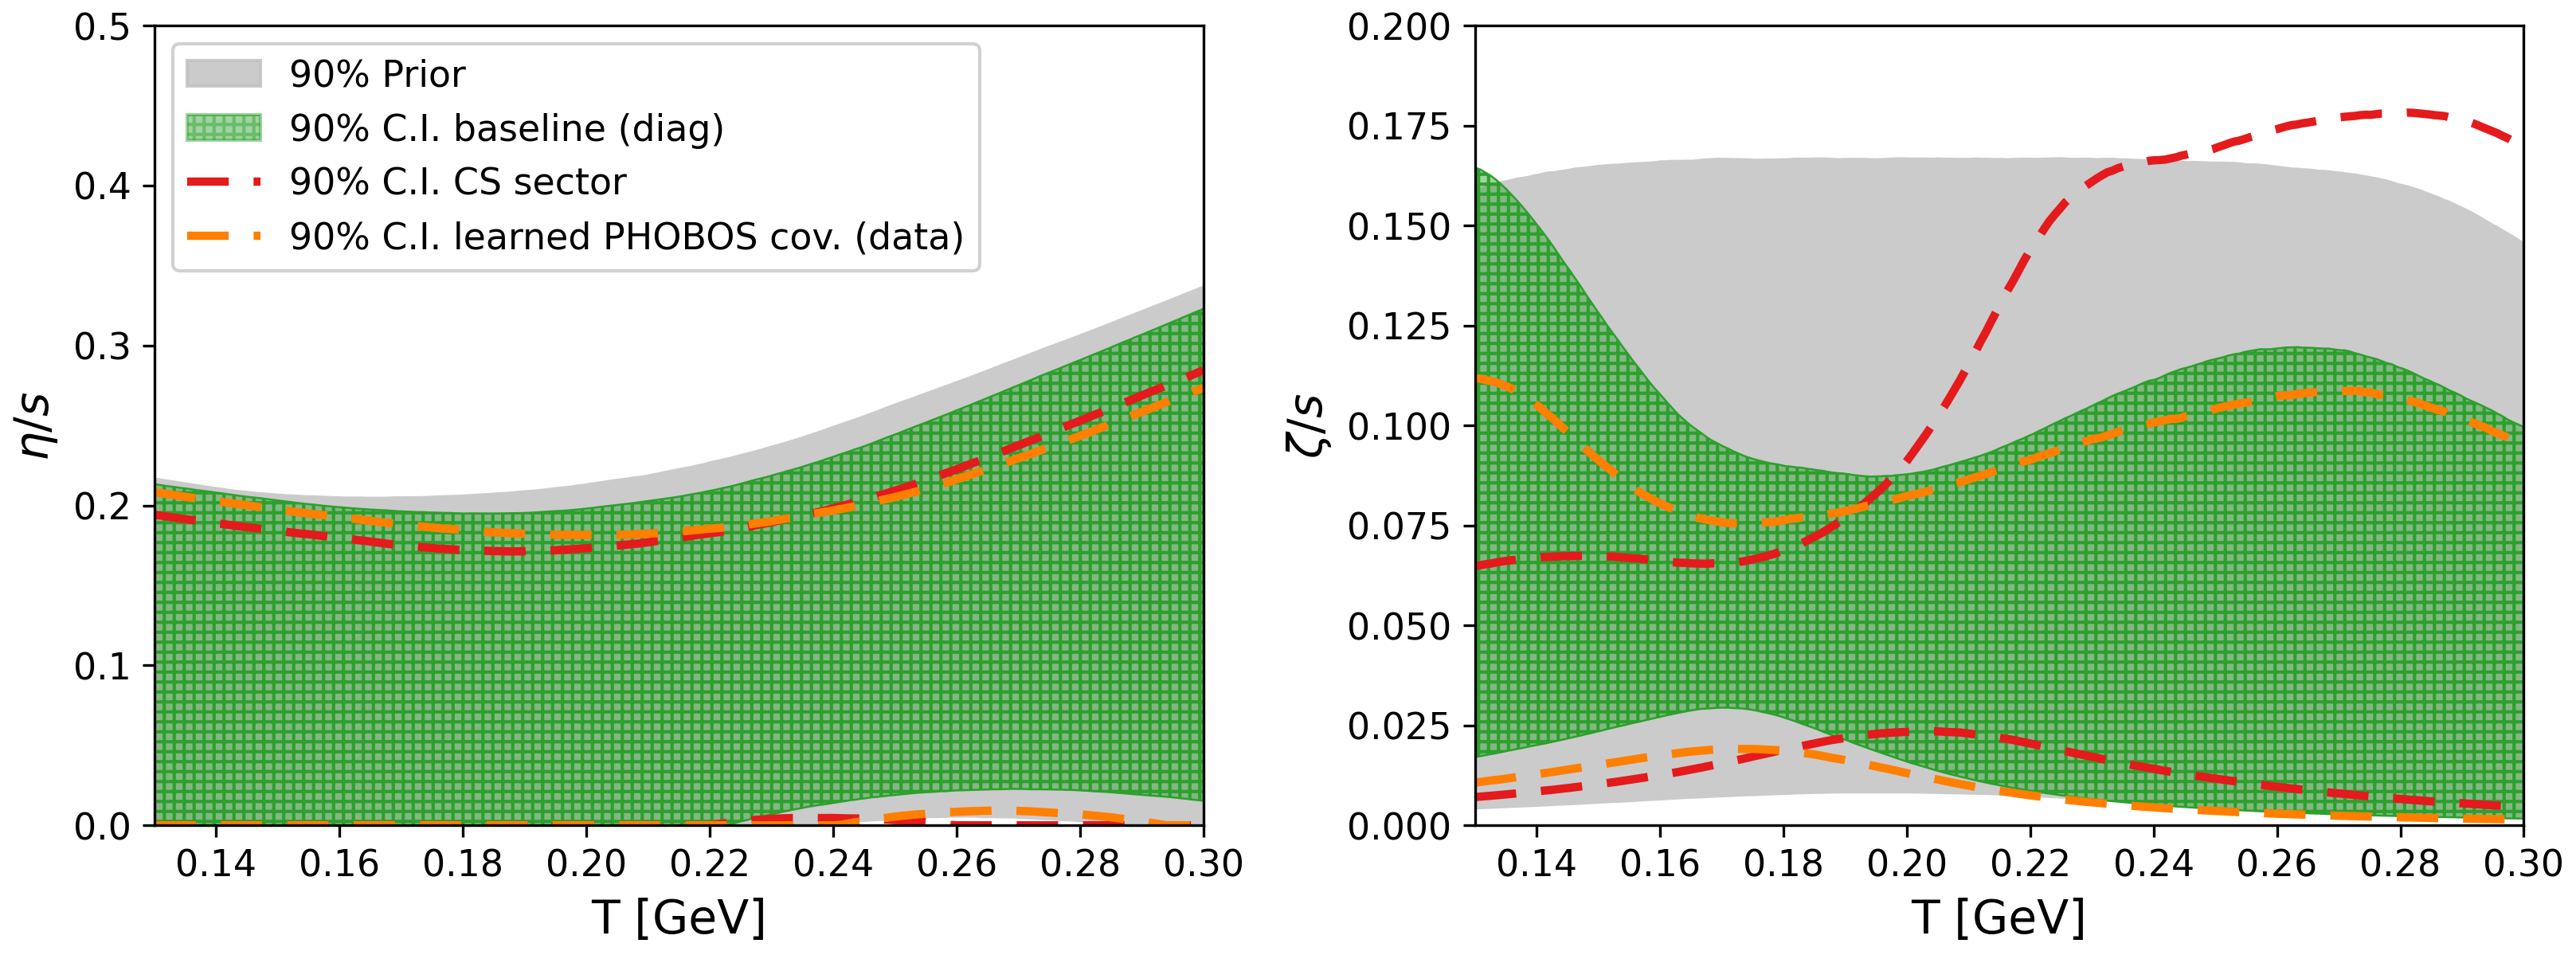 0.5
0.4
0.3
0.2
0.1
0.0
η/s
90% Prior
90% C.I. baseline (diag)
90% C.I. CS sector
90% C.I. learned PHOBOS cov. (data)
0.14 0.16 0.18 0.20 0.22 0.24 0.26 0.28 0.30
T [GeV]
0.200
0.175
0.150
0.125
0.100
0.075
0.050
0.025
0.000
ζ/s
0.14 0.16 0.18 0.20 0.22 0.24 0.26 0.28 0.30
T [GeV]